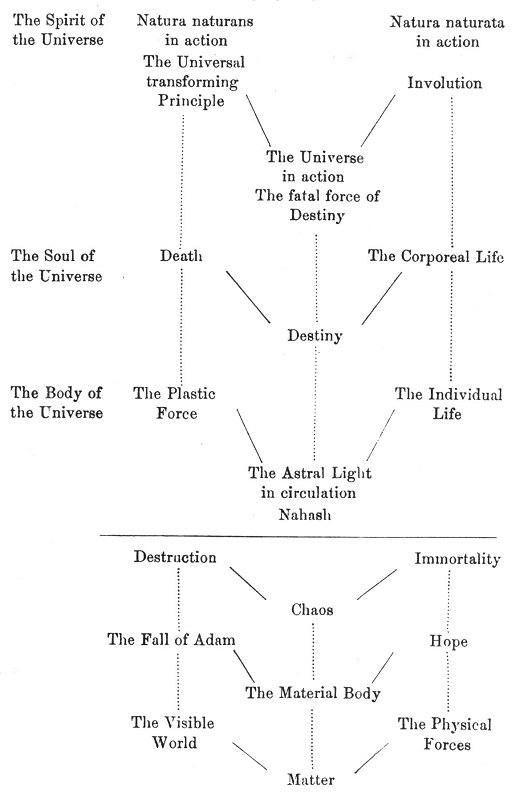 The Spirit of
the Universe
Natura naturans
in action
The Universal
transforming
Principle
Natura naturata
in action
Involution
The Universe
in action
The fatal force of
Destiny
The Soul of
the Universe
Death
The Corporeal Life
Destiny
The Body of
the Universe
The Plastic
Force
The Individual
Life
The Astral Light
in circulation
Nahash
Destruction
Immortality
Chaos
The Fall of Adam
Hope
The Material Body
The Visible
World
The Physical
Forces
Matter